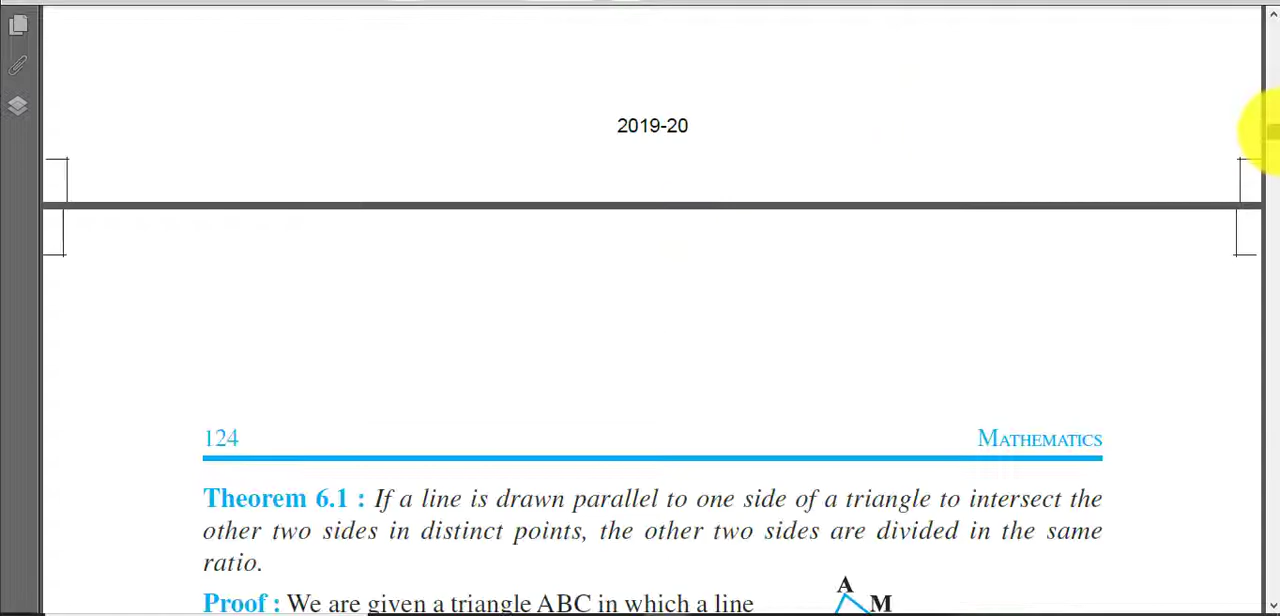 2019-20
124 MATHEMATICS
Theorem 6.1 : If a line is drawn parallel to one side of a triangle to intersect the
other two sides in distinct points, the other two sides are divided in the same
ratio.
A
Proof : We are given a triangle ABC in which a line
M